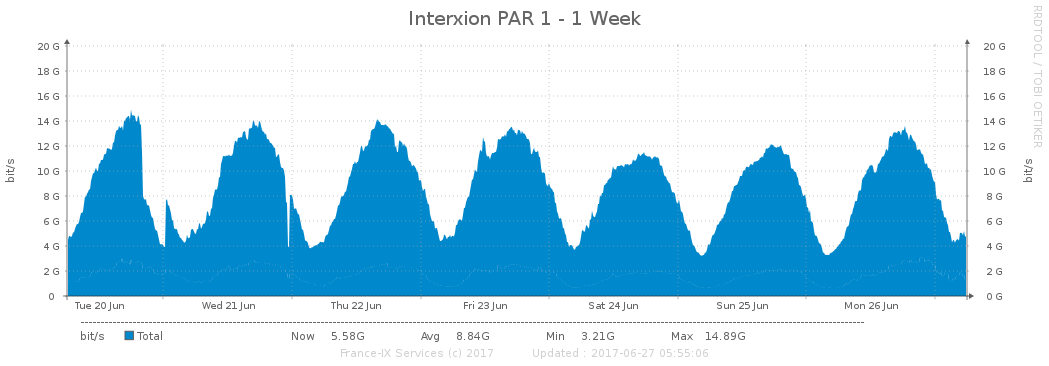 Interxion PAR 1 - 1 Week
RRDTOOL / TOBI OETIKER
20 G 20 G
18 G 18 G
16 G 16 G
14 G 14 G
12 G 12 G
10 G 10 G
8 G 8 G
6 G 6 G
4 G 4 G
2 G 2 G
0 0 G
bit/s
bit/s
Tue 20 Jun Wed 21 Jun Thu 22 Jun Fri 23 Jun Sat 24 Jun Sun 25 Jun Mon 26 Jun
bit/s Total Now 5.58G Avg 8.84G Min 3.21G Max 14.89G
France-IX Services (c) 2017 Updated : 2017-06-27 05:55:06